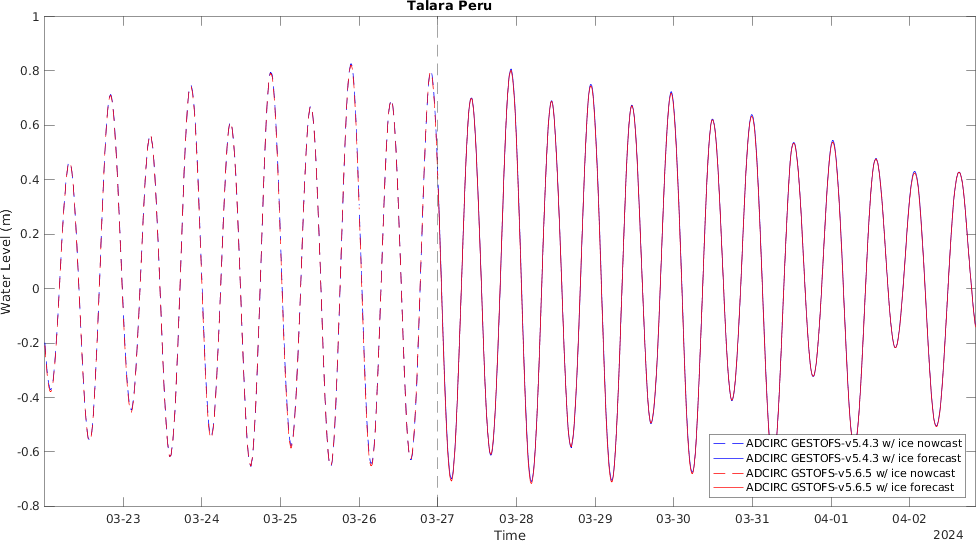 Talara Peru
1
0.8
0.6
0.4
0.2
0
-0.2
-0.4
-0.6
-0.8
Water Level (m)
ADCIRC GESTOFS-v5.4.3 w/ ice nowcast
ADCIRC GESTOFS-v5.4.3 w/ ice forecast
ADCIRC GSTOFS-v5.6.5 w/ ice nowcast
ADCIRC GSTOFS-v5.6.5 w/ ice forecast
03-23 03-24 03-25 03-26 03-27 03-28 03-29 03-30 03-31 04-01 04-02
Time
2024